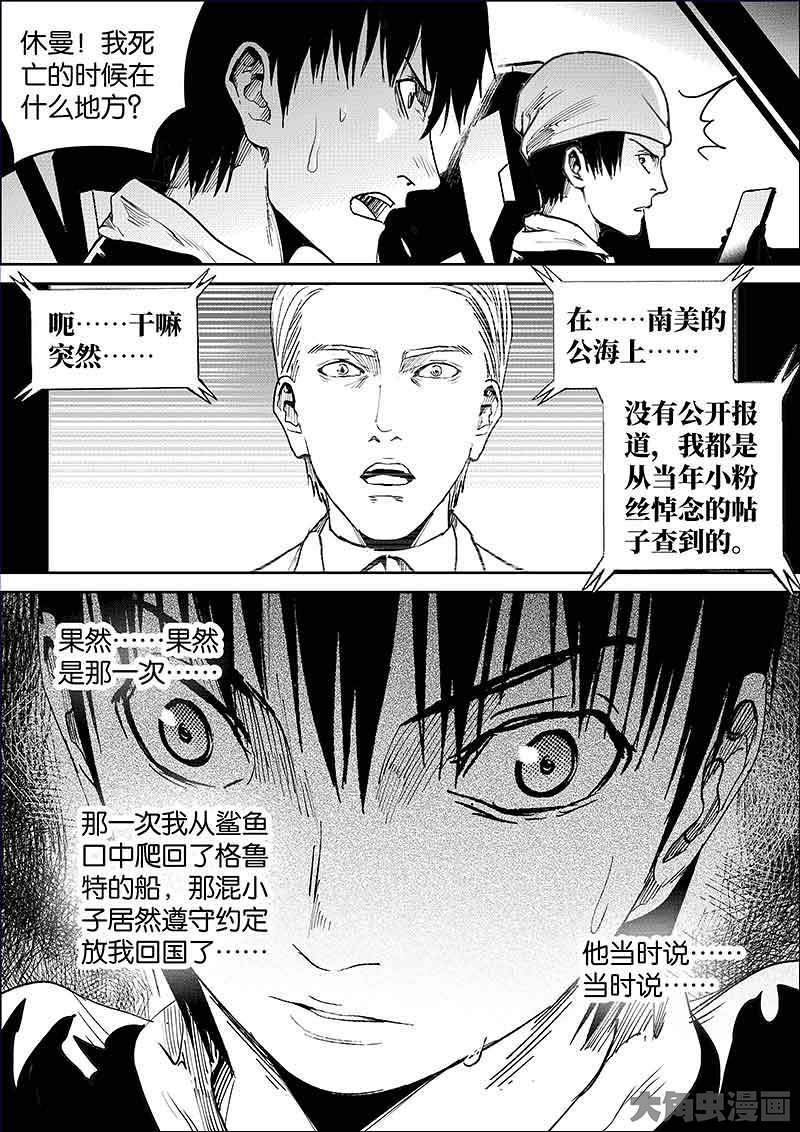 休曼！我死
亡的时候在
什么地方？
呃……干嘛
突然……
在……南美的
公海上……
没有公开报
道，我都是
从当年小粉
丝悼念的帖
子查到的。
果然……果然
是那一次……
那一次我从鲨鱼
口中爬回了格鲁
特的船，那混小
子居然遵守约定
放我回国了……
他当时说……
当时说……
大角虫漫画